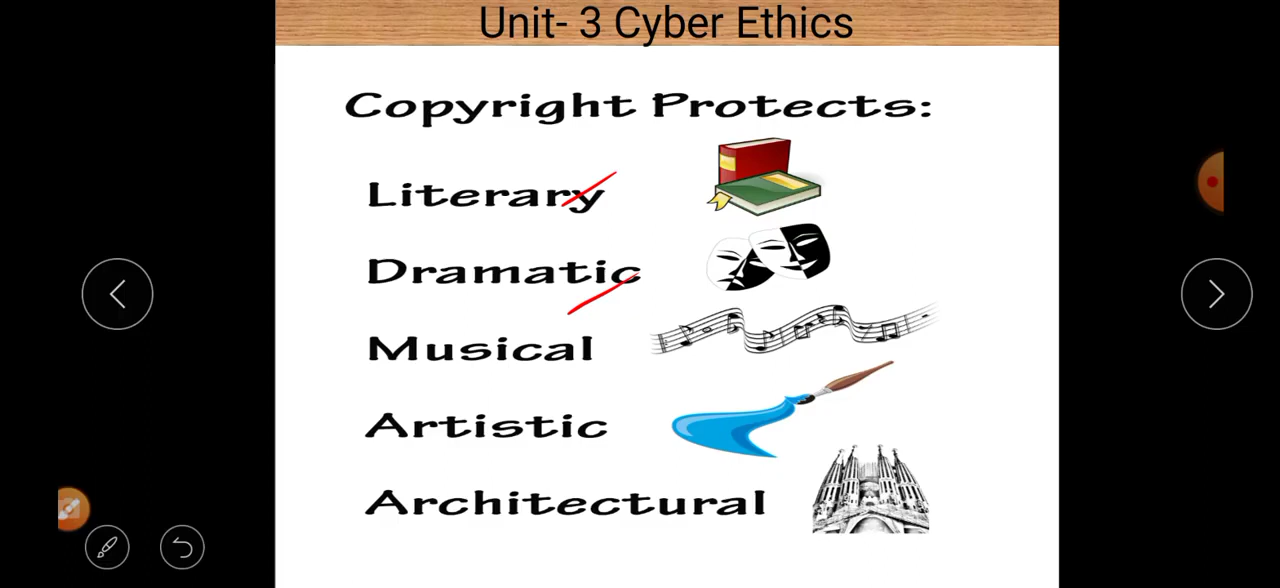 Unit- 3 Cyber Ethics
Copyright Protects:
Literary
Dramatic
Musical
Artistic
Architectural